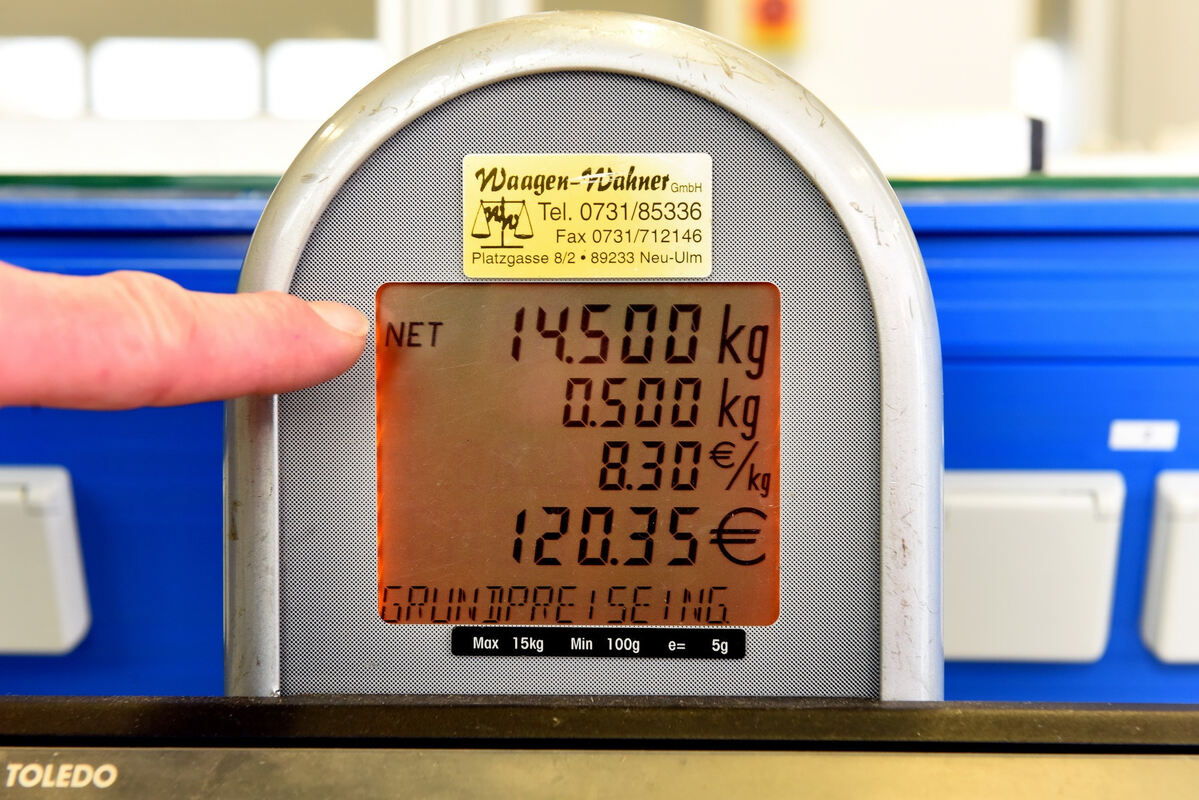 Waagen-Wahner GmbH
WW
Tel. 0731/85336
Fax 0731/712146
Platzgasse 8/2 • 89233 Neu-Ulm
NET 14.500 kg
0.500 kg
8.30 €/kg
120.35 €
GRUNDPREISEING.
Max 15kg Min 100g e= 5g
TOLEDO